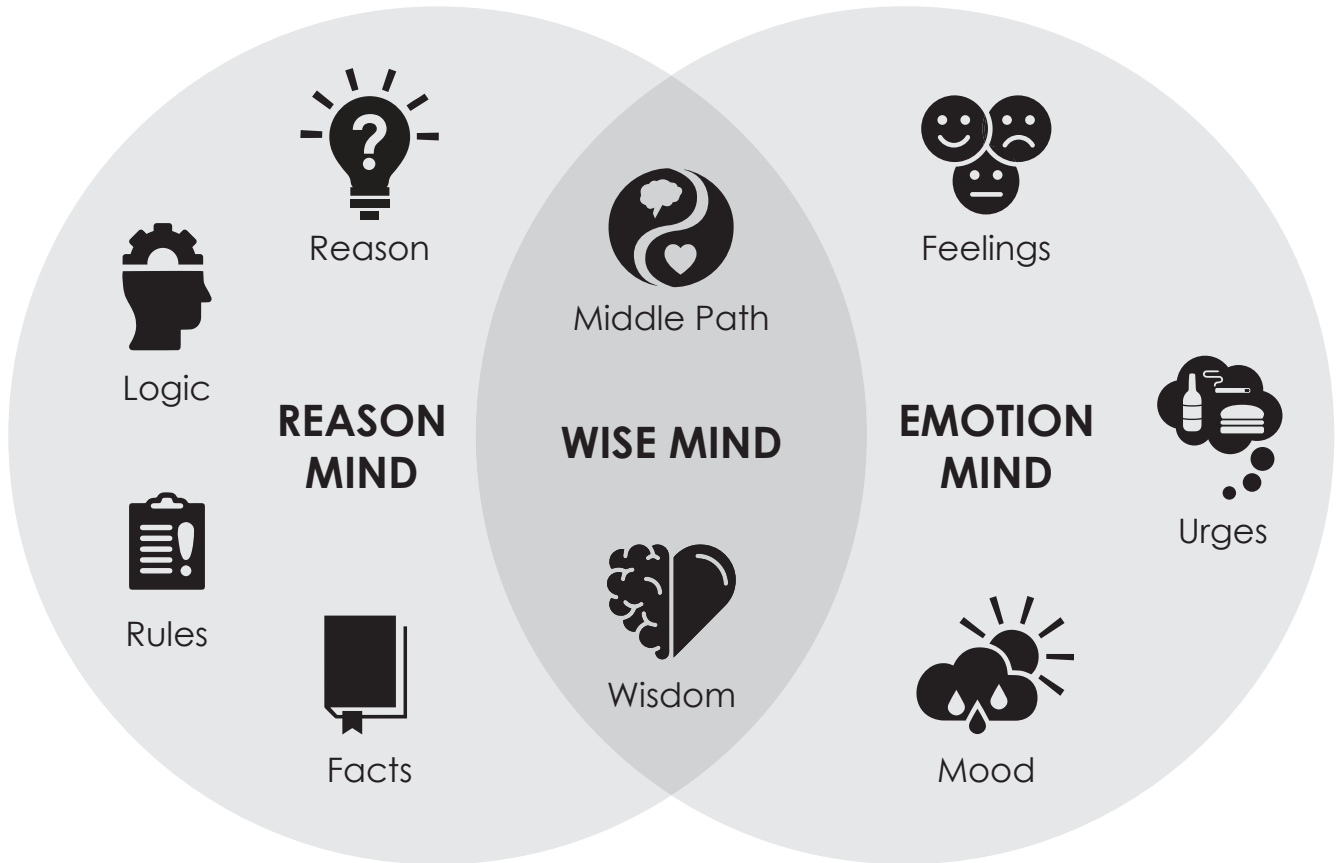 Reason
Logic
REASON
MIND
Rules
Facts
Middle Path
WISE MIND
Wisdom
Feelings
EMOTION
MIND
Urges
Mood